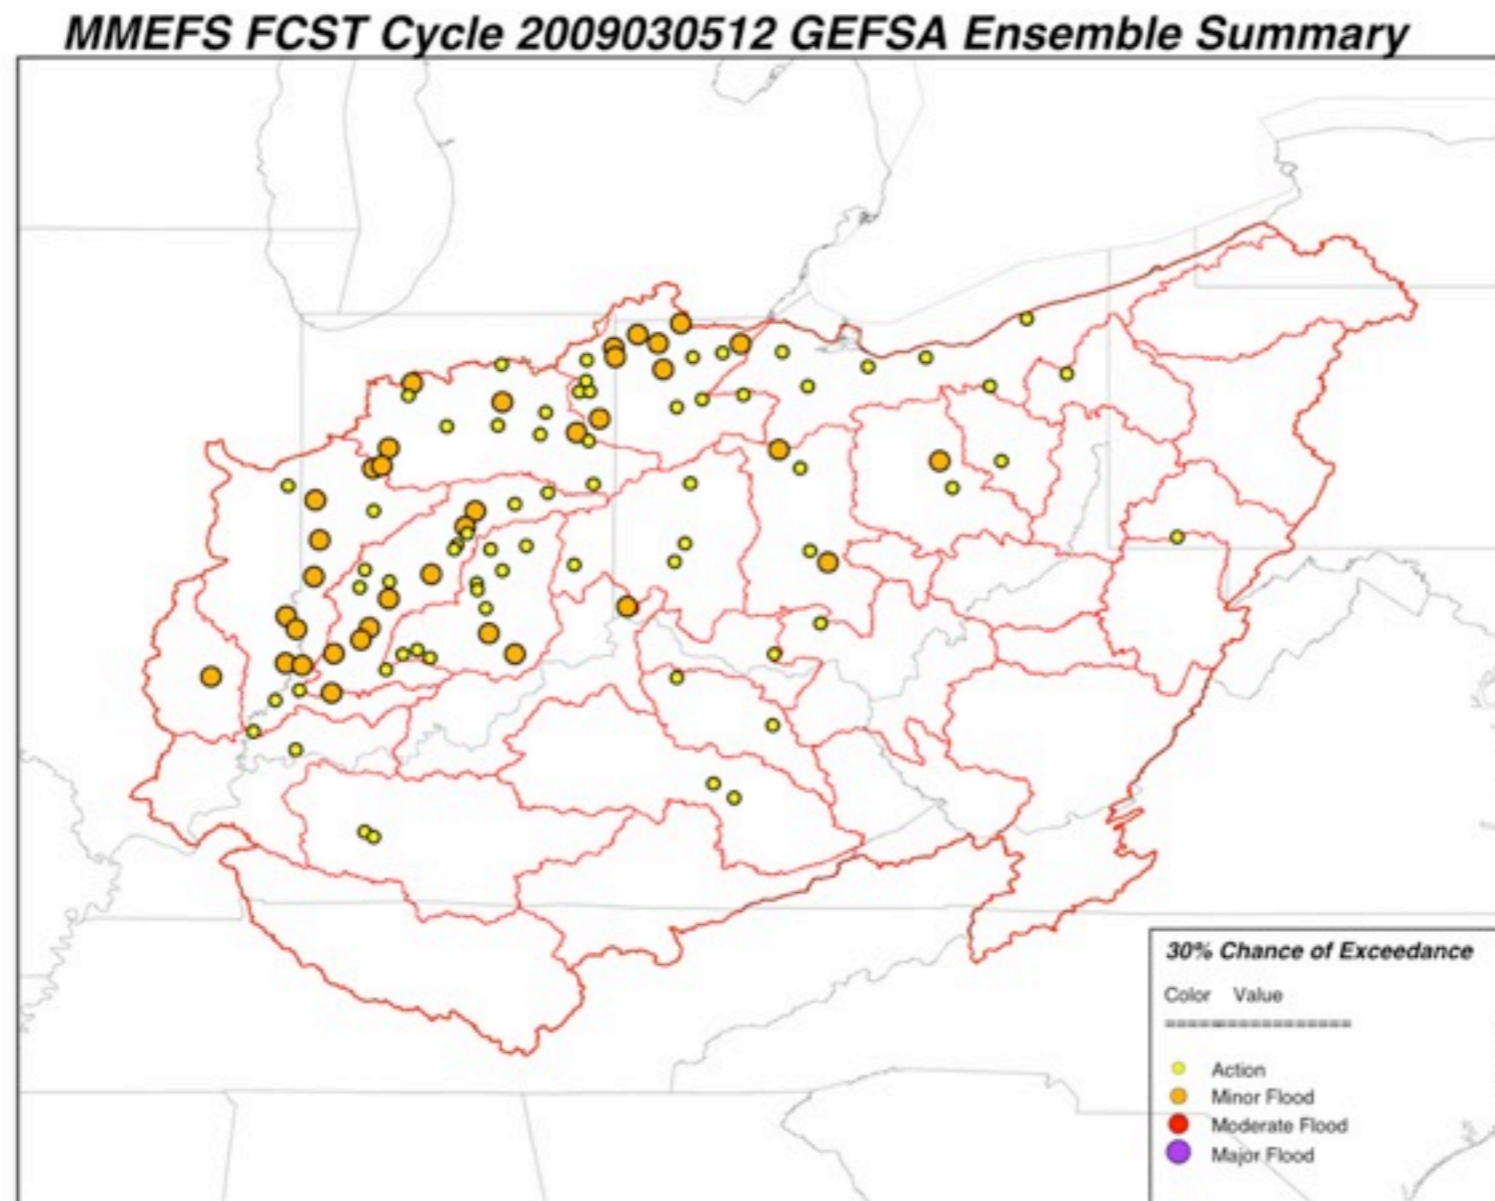 MMEFS FCST Cycle 2009030512 GEFSA Ensemble Summary
30% Chance of Exceedance
Color Value
==================
Action
Minor Flood
Moderate Flood
Major Flood